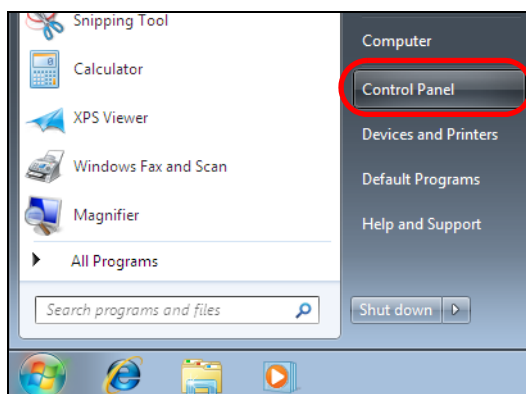 Snipping Tool
Calculator
XPS Viewer
Windows Fax and Scan
Magnifier
All Programs
Search programs and files
Computer
Control Panel
Devices and Printers
Default Programs
Help and Support
Shut down